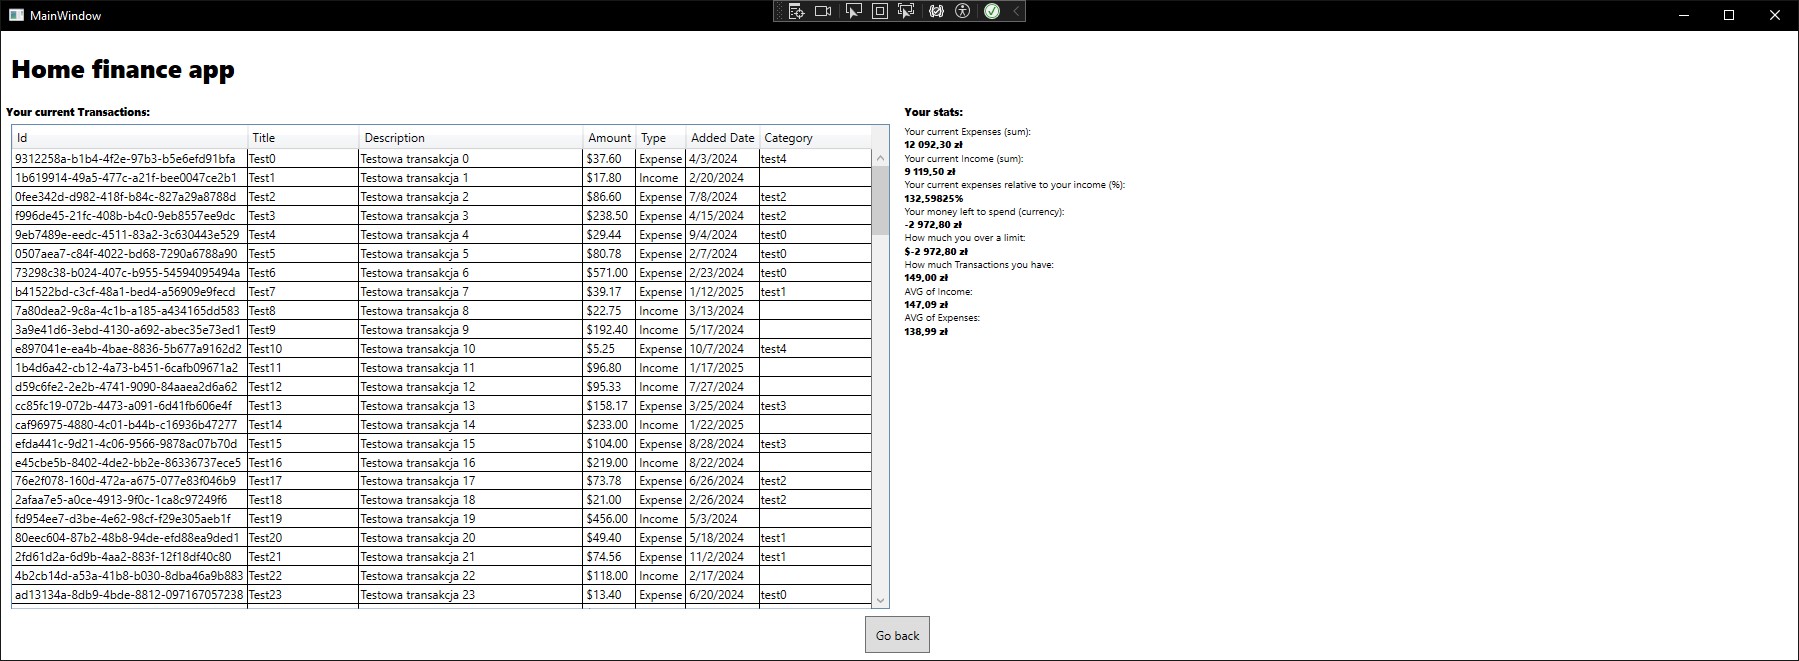 MainWindow
Home finance app
Your current Transactions:
Id Title Description Amount Type Added Date Category
9312258a-b1b4-4f2e-97b3-b5e6efd91bfa Test0 Testowa transakcja 0 $37.60 Expense 4/3/2024 test4
1b619914-49a5-477c-a21f-bee0047ce2b1 Test1 Testowa transakcja 1 $17.80 Income 2/20/2024
0fee342d-d982-418f-b84c-827a29a8788d Test2 Testowa transakcja 2 $86.60 Expense 7/8/2024 test2
f996de45-21fc-408b-b4c0-9eb8557ee9dc Test3 Testowa transakcja 3 $238.50 Expense 4/15/2024 test2
9eb7489e-eedc-4511-83a2-3c630443e529 Test4 Testowa transakcja 4 $29.44 Expense 9/4/2024 test0
0507aea7-c84f-4022-bd68-7290a6788a90 Test5 Testowa transakcja 5 $80.78 Expense 2/7/2024 test0
73298c38-b024-407c-b955-54594095494a Test6 Testowa transakcja 6 $571.00 Expense 2/23/2024 test0
b41522bd-c3cf-48a1-bed4-a56909e9fecd Test7 Testowa transakcja 7 $39.17 Expense 1/12/2025 test1
7a80dea2-9c8a-4c1b-a185-a434165dd583 Test8 Testowa transakcja 8 $22.75 Income 3/13/2024
3a9e41d6-3ebd-4130-a692-abec35e73ed1 Test9 Testowa transakcja 9 $192.40 Income 5/17/2024
e897041e-ea4b-4bae-8836-5b677a9162d2 Test10 Testowa transakcja 10 $5.25 Expense 10/7/2024 test4
1b4d6a42-cb12-4a73-b451-6cafb09671a2 Test11 Testowa transakcja 11 $96.80 Income 1/17/2025
d59c6fe2-2e2b-4741-9090-84aaea2d6a62 Test12 Testowa transakcja 12 $95.33 Income 7/27/2024
cc85fc19-072b-4473-a091-6d41fb606e4f Test13 Testowa transakcja 13 $158.17 Expense 3/25/2024 test3
caf96975-4880-4c01-b44b-c16936b47277 Test14 Testowa transakcja 14 $233.00 Income 1/22/2025
efda441c-9d21-4c06-9566-9878ac07b70d Test15 Testowa transakcja 15 $104.00 Expense 8/28/2024 test3
e45cbe5b-8402-4de2-bb2e-86336737ece5 Test16 Testowa transakcja 16 $219.00 Income 8/22/2024
76e2f078-160d-472a-a675-077e83f046b9 Test17 Testowa transakcja 17 $73.78 Expense 6/26/2024 test2
2afaa7e5-a0ce-4913-9f0c-1ca8c97249f6 Test18 Testowa transakcja 18 $21.00 Expense 2/26/2024 test2
fd954ee7-d3be-4e62-98cf-f29e305aeb1f Test19 Testowa transakcja 19 $456.00 Income 5/3/2024
80eec604-87b2-48b8-94de-efd88ea9ded1 Test20 Testowa transakcja 20 $49.40 Expense 5/18/2024 test1
2fd61d2a-6d9b-4aa2-883f-12f18df40c80 Test21 Testowa transakcja 21 $74.56 Expense 11/2/2024 test1
4b2cb14d-a53a-41b8-b030-8dba46a9b883 Test22 Testowa transakcja 22 $118.00 Income 2/17/2024
ad13134a-8db9-4bde-8812-097167057238 Test23 Testowa transakcja 23 $13.40 Expense 6/20/2024 test0
Your stats:
Your current Expenses (sum):
12 092,30 zł
Your current Income (sum):
9 119,50 zł
Your current expenses relative to your income (%):
132,59825%
Your money left to spend (currency):
-2 972,80 zł
How much you over a limit:
$-2 972,80 zł
How much Transactions you have:
149,00 zł
AVG of Income:
147,09 zł
AVG of Expenses:
138,99 zł
Go back